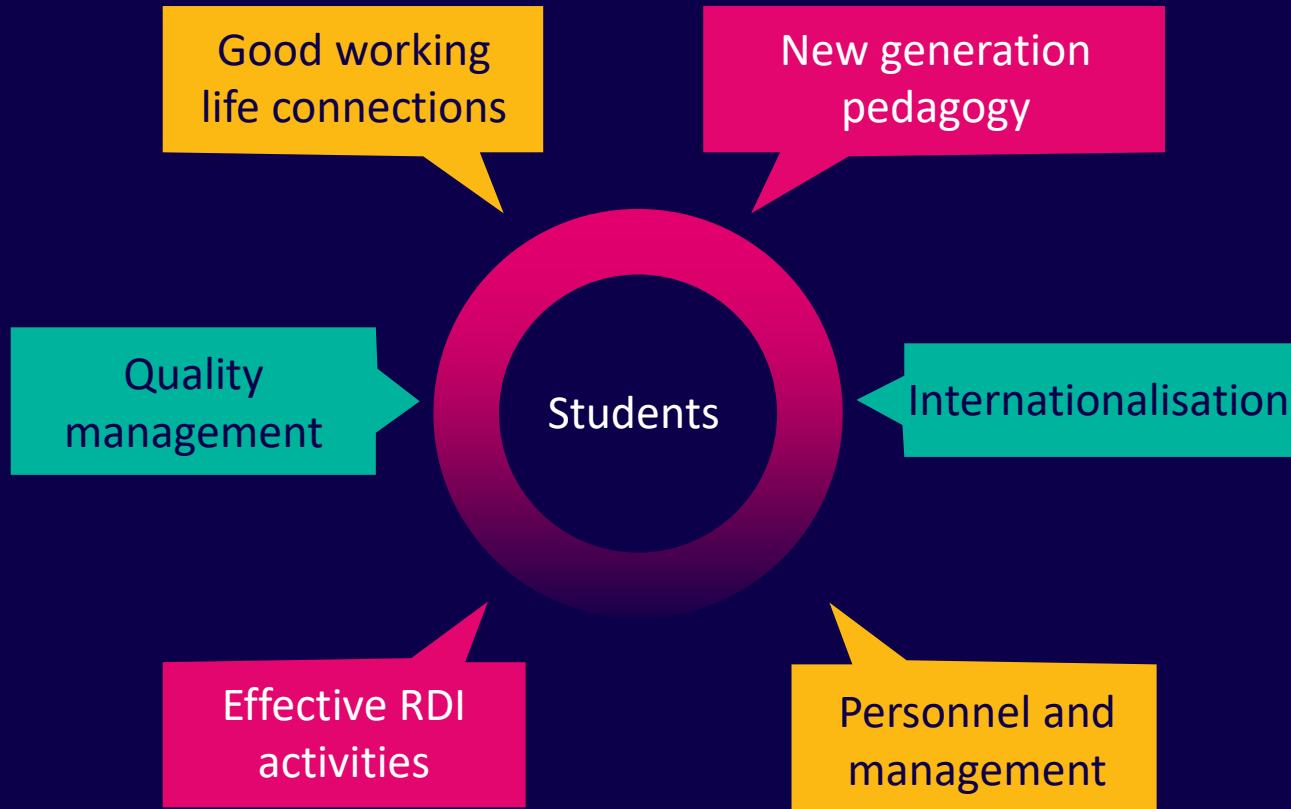 Good working
life connections
New generation
pedagogy
Quality
management
Students
Internationalisation
Effective RDI
activities
Personnel and
management